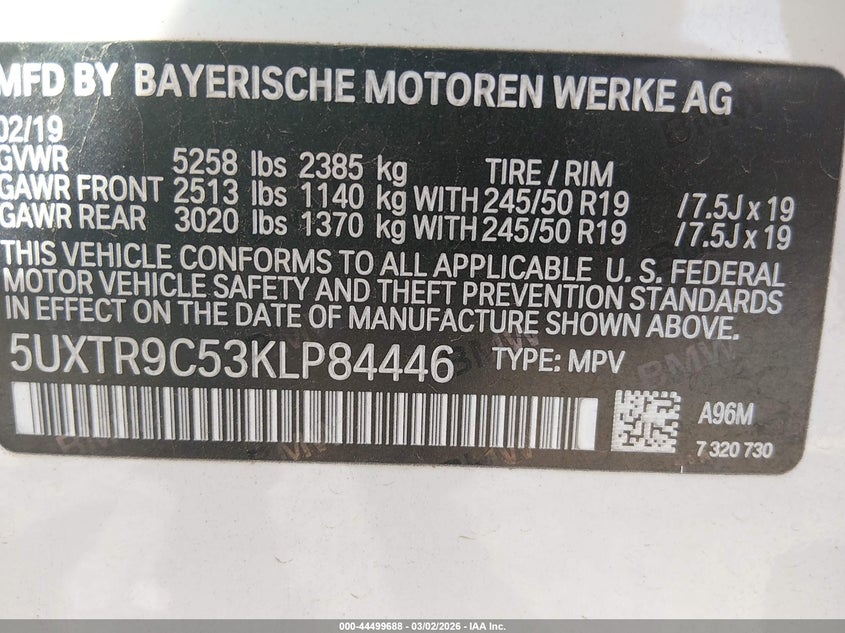 MFD BY BAYERISCHE MOTOREN WERKE AG
02/19
GVWR 5258 lbs 2385 kg TIRE / RIM
GAWR FRONT 2513 lbs 1140 kg WITH 245/50 R19 /7.5J x 19
GAWR REAR 3020 lbs 1370 kg WITH 245/50 R19 /7.5J x 19
THIS VEHICLE CONFORMS TO ALL APPLICABLE U. S. FEDERAL
MOTOR VEHICLE SAFETY AND THEFT PREVENTION STANDARDS
IN EFFECT ON THE DATE OF MANUFACTURE SHOWN ABOVE.
5UXTR9C53KLP84446 TYPE: MPV
A96M
7 320 730
000-44499688 - 03/02/2026 - IAA Inc.